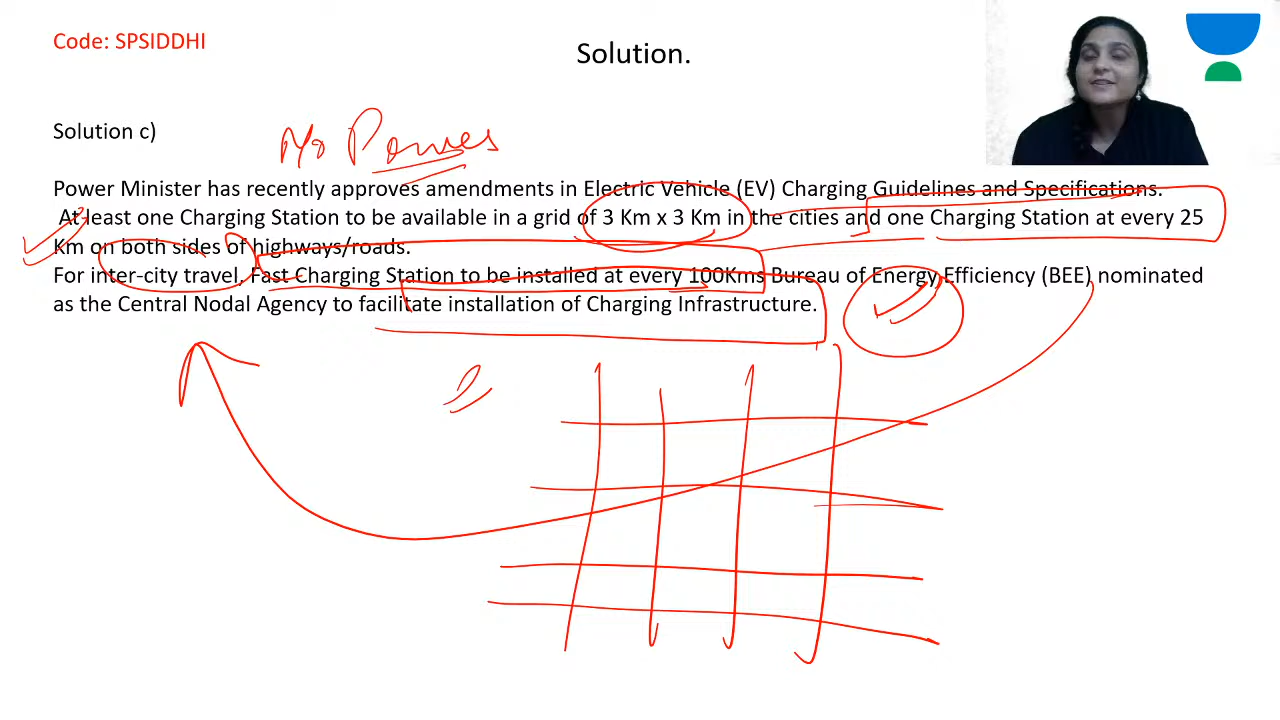 Code: SPSIDDHI
Solution.
Solution c)
Mo Power
Power Minister has recently approves amendments in Electric Vehicle (EV) Charging Guidelines and Specifications.
At least one Charging Station to be available in a grid of 3 Km x 3 Km in the cities and one Charging Station at every 25
Km on both sides of highways/roads.
For inter-city travel, Fast Charging Station to be installed at every 100Kms Bureau of Energy Efficiency (BEE) nominated
as the Central Nodal Agency to facilitate installation of Charging Infrastructure.